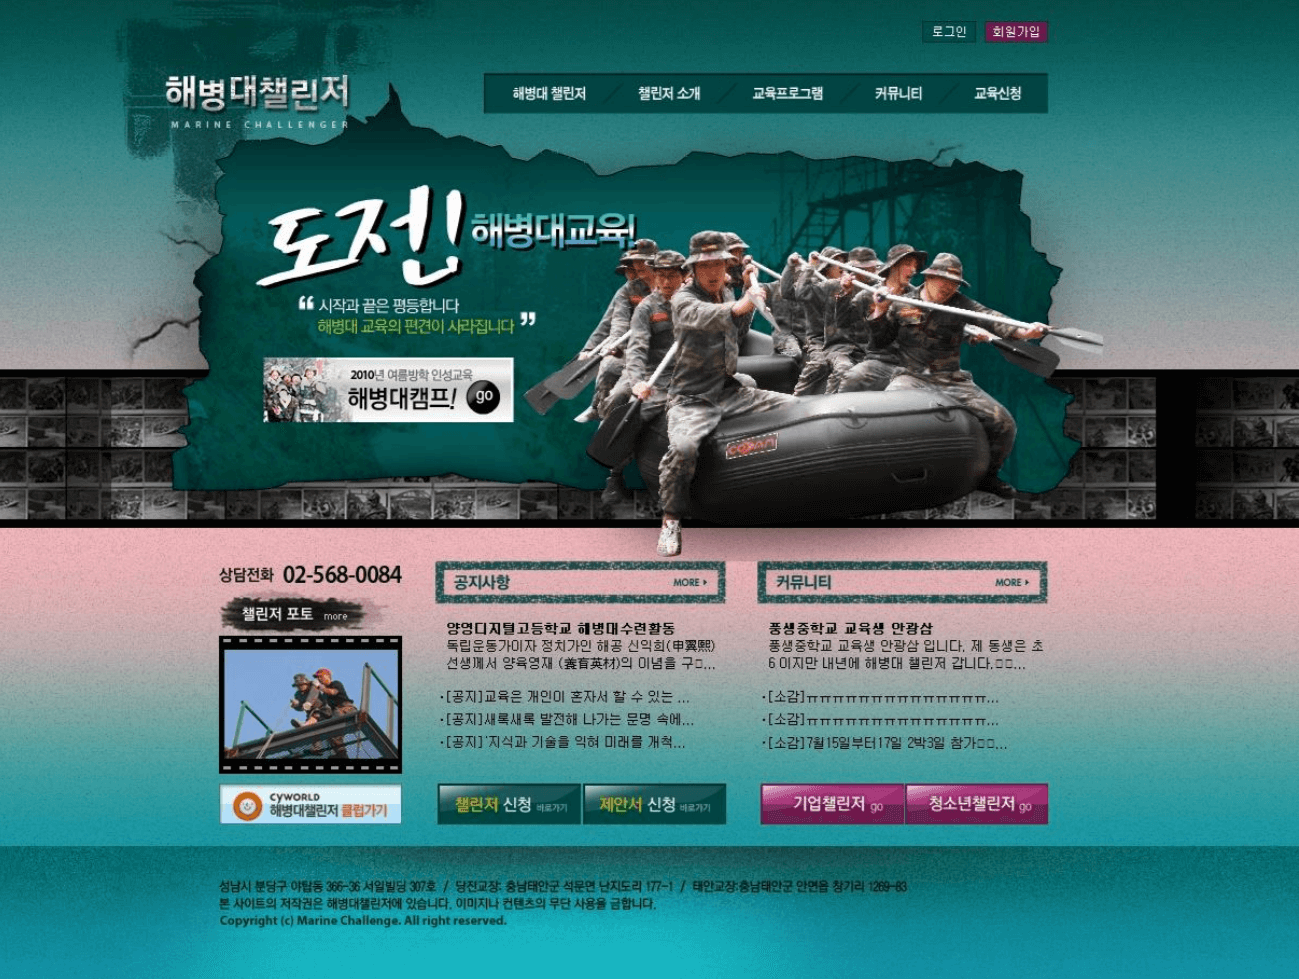 로그인
회원가입
해병대챌린저
MARINE CHALLENGER
해병대 챌린저
챌린저 소개
교육프로그램
커뮤니티
교육신청
도전! 해병대교육!
“ 시작과 끝은 평등합니다
해병대 교육의 편견이 사라집니다 ”
2010년 여름방학 인성교육
해병대캠프! go
상담전화 02-568-0084
챌린저 포토 more
CYWORLD
해병대챌린저 클럽가기
공지사항 MORE
양영디지털고등학교 해병대수련활동
독립운동가이자 정치가인 해공 신익희(申翼熙)
선생께서 양육영재 (養育英材)의 이념을 구□...
·[공지]교육은 개인이 혼자서 할 수 있는 ...
·[공지]새록새록 발전해 나가는 문명 속에...
·[공지]'지식과 기술을 익혀 미래를 개척...
챌린저 신청 바로가기
제안서 신청 바로가기
커뮤니티 MORE
풍생중학교 교육생 안광삼
풍생중학교 교육생 안광삼 입니다. 제 동생은 초
6 이지만 내년에 해병대 챌린저 갑니다.□□...
·[소감]ㅠㅠㅠㅠㅠㅠㅠㅠㅠㅠㅠㅠㅠㅠ...
·[소감]ㅠㅠㅠㅠㅠㅠㅠㅠㅠㅠㅠㅠㅠㅠ...
·[소감]7월15일부터17일 2박3일 참가□□...
기업챌린저 go
청소년챌린저 go
성남시 분당구 야탑동 366-36 서일빌딩 307호 / 당진교장: 충남태안군 석문면 난지도리 177-1 / 태안교장:충남태안군 안면읍 창기리 1269-83
본 사이트의 저작권은 해병대챌린저에 있습니다. 이미지나 컨텐츠의 무단 사용을 금합니다.
Copyright (c) Marine Challenge. All right reserved.